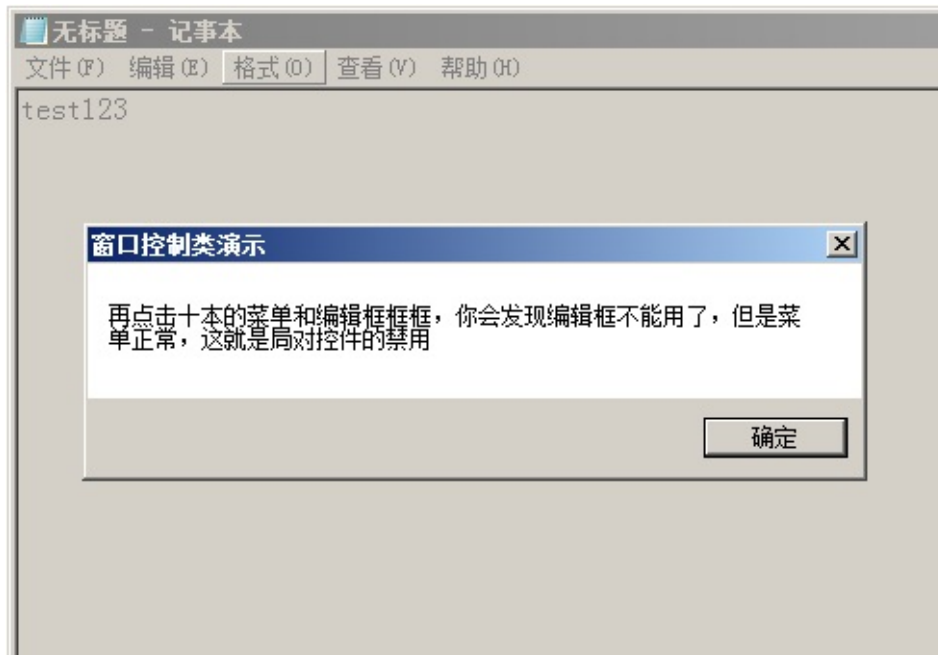 无标题 - 记事本
文件(F) 编辑(E) 格式(O) 查看(V) 帮助(H)
test123
窗口控制类演示
再点击十本的菜单和编辑框框框，你会发现编辑框不能用了，但是菜
单正常，这就是局对控件的禁用
确定